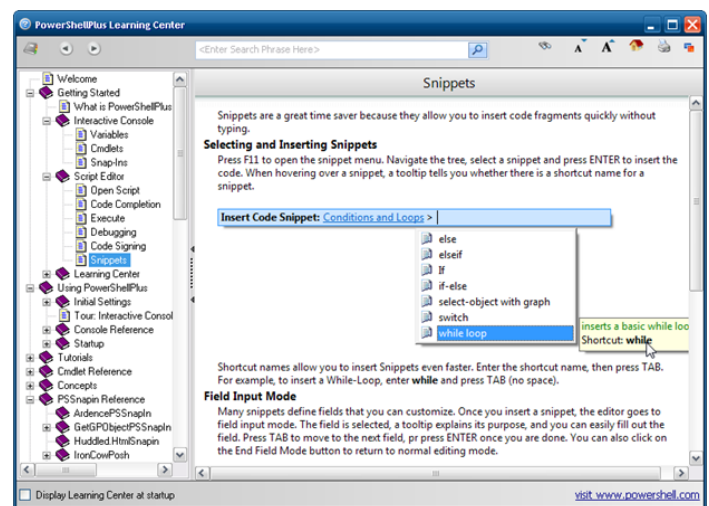 PowerShellPlus Learning Center
<Enter Search Phrase Here>
A A
Welcome
Getting Started
What is PowerShellPlus
Interactive Console
Variables
Cmdlets
Snap-Ins
Script Editor
Open Script
Code Completion
Execute
Debugging
Code Signing
Snippets
Learning Center
Using PowerShellPlus
Initial Settings
Tour: Interactive Consol
Console Reference
Startup
Tutorials
Cmdlet Reference
Concepts
PSSnapin Reference
ArdencePSSnapIn
GetGPObjectPSSnapIn
Huddled.HtmlSnapin
IronCowPosh
Snippets
Snippets are a great time saver because they allow you to insert code fragments quickly without
typing.
Selecting and Inserting Snippets
Press F11 to open the snippet menu. Navigate the tree, select a snippet and press ENTER to insert the
code. When hovering over a snippet, a tooltip tells you whether there is a shortcut name for a
snippet.
Insert Code Snippet: Conditions and Loops >
else
elseif
If
if-else
select-object with graph
switch
while loop
inserts a basic while loo
Shortcut: while
Shortcut names allow you to insert Snippets even faster. Enter the shortcut name, then press TAB.
For example, to insert a While-Loop, enter while and press TAB (no space).
Field Input Mode
Many snippets define fields that you can customize. Once you insert a snippet, the editor goes to
field input mode. The field is selected, a tooltip explains its purpose, and you can easily fill out the
field. Press TAB to move to the next field, pr press ENTER once you are done. You can also click on
the End Field Mode button to return to normal editing mode.
Display Learning Center at startup
visit www.powershell.com